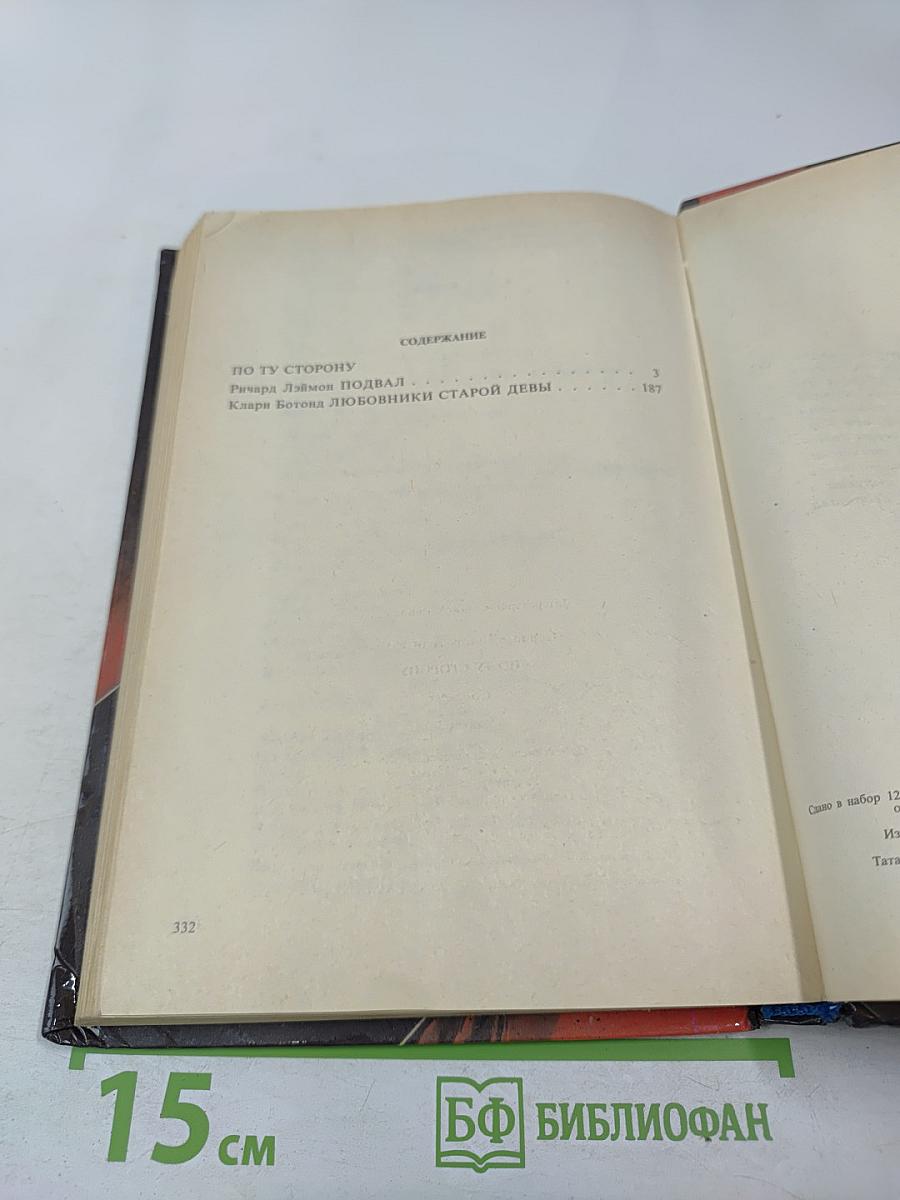 СОДЕРЖАНИЕ
ПО ТУ СТОРОНУ
Ричард Лэймон ПОДВАЛ . . . . . . . . . . . . . . . . 3
Клари Ботонд ЛЮБОВНИКИ СТАРОЙ ДЕВЫ . . . . . . 187
332
Сдано в набор 12
Из
Тата
15 см
БФ БИБЛИОФАН